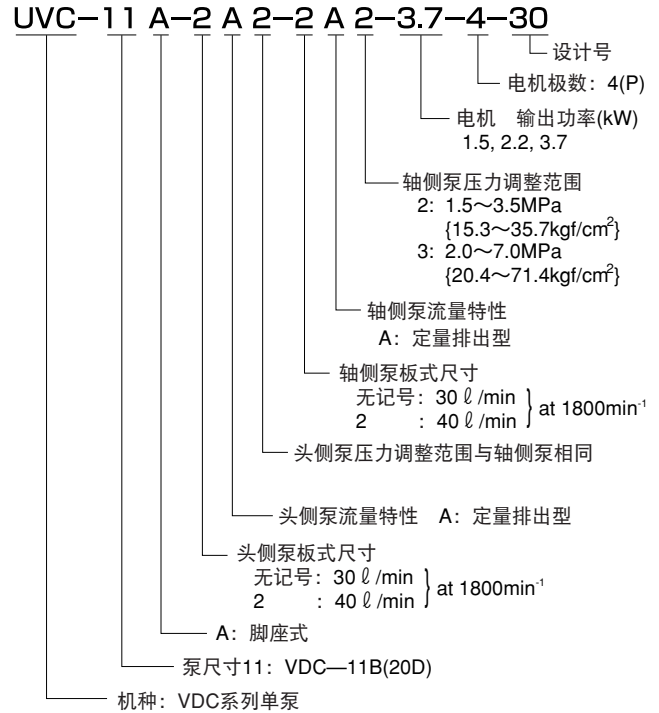 UVC-11 A-2 A 2-2 A 2-3.7-4-30
设计号
电机极数：4(P)
电机 输出功率(kW)
1.5, 2.2, 3.7
轴侧泵压力调整范围
2: 1.5～3.5MPa
{15.3～35.7kgf/cm²}
3: 2.0～7.0MPa
{20.4～71.4kgf/cm²}
轴侧泵流量特性
A：定量排出型
轴侧泵板式尺寸
无记号：30 ℓ /min
2 : 40 ℓ /min } at 1800min⁻¹
头侧泵压力调整范围与轴侧泵相同
头侧泵流量特性 A：定量排出型
头侧泵板式尺寸
无记号：30 ℓ /min
2 : 40 ℓ /min } at 1800min⁻¹
A：脚座式
泵尺寸11：VDC—11B(20D)
机种：VDC系列单泵